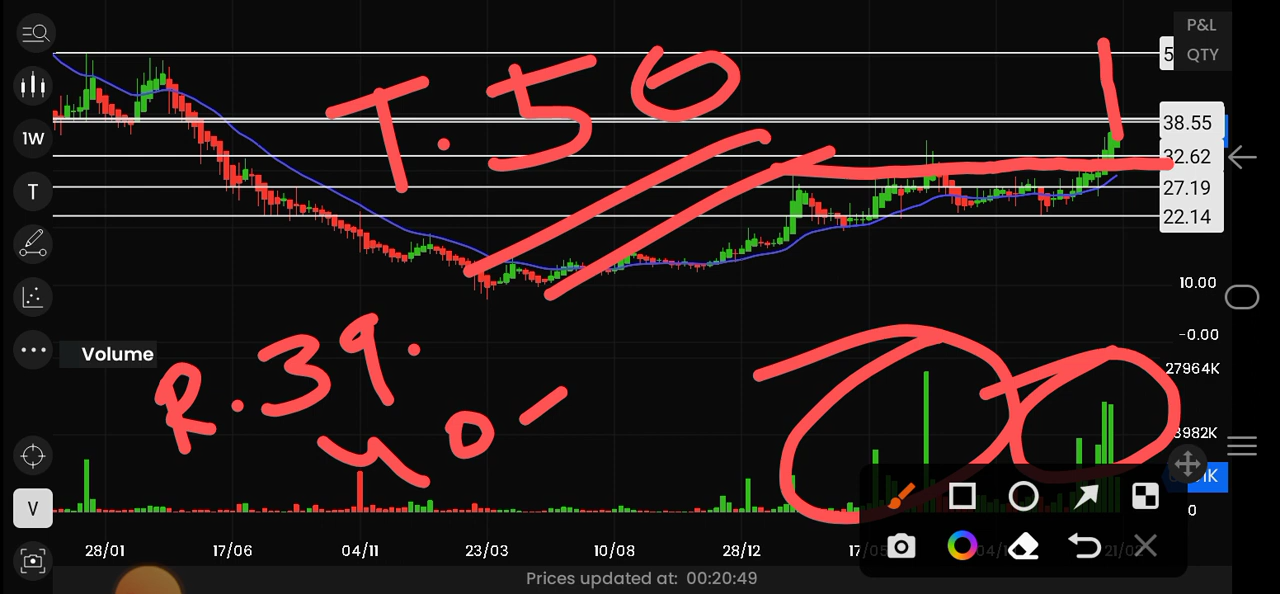 P&L
QTY
5
T.50
38.55
1W
32.62
T
27.19
22.14
10.00
-0.00
Volume
27964K
R.39.
40-
V
0
28/01 17/06 04/11 23/03 10/08 28/12
Prices updated at: 00:20:49